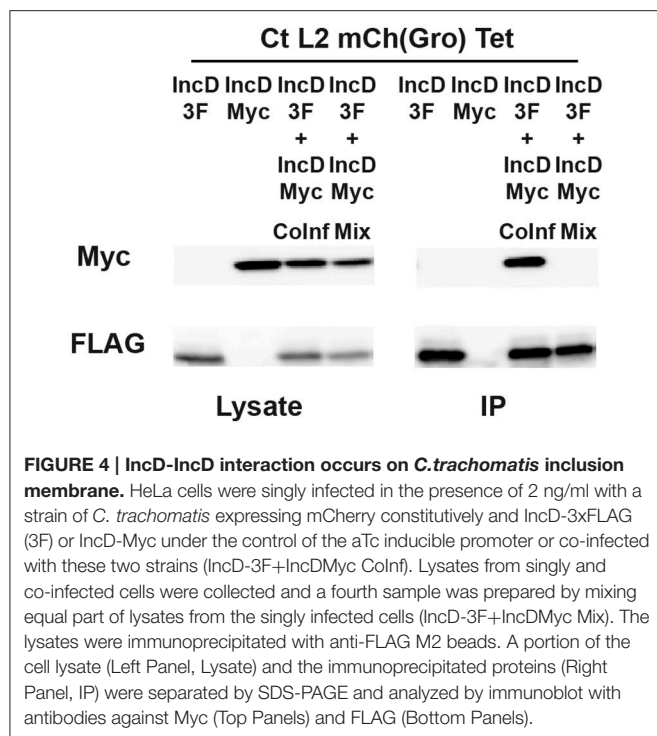 Ct L2 mCh(Gro) Tet
IncD IncD IncD IncD IncD IncD IncD IncD
3F Myc 3F 3F 3F Myc 3F 3F
+ + + +
IncD IncD IncD IncD
Myc Myc Myc Myc
CoInf Mix CoInf Mix
Myc
FLAG
Lysate IP
FIGURE 4 | IncD-IncD interaction occurs on C.trachomatis inclusion
membrane. HeLa cells were singly infected in the presence of 2 ng/ml with a
strain of C. trachomatis expressing mCherry constitutively and IncD-3xFLAG
(3F) or IncD-Myc under the control of the aTc inducible promoter or co-infected
with these two strains (IncD-3F+IncDMyc CoInf). Lysates from singly and
co-infected cells were collected and a fourth sample was prepared by mixing
equal part of lysates from the singly infected cells (IncD-3F+IncDMyc Mix). The
lysates were immunoprecipitated with anti-FLAG M2 beads. A portion of the
cell lysate (Left Panel, Lysate) and the immunoprecipitated proteins (Right
Panel, IP) were separated by SDS-PAGE and analyzed by immunoblot with
antibodies against Myc (Top Panels) and FLAG (Bottom Panels).